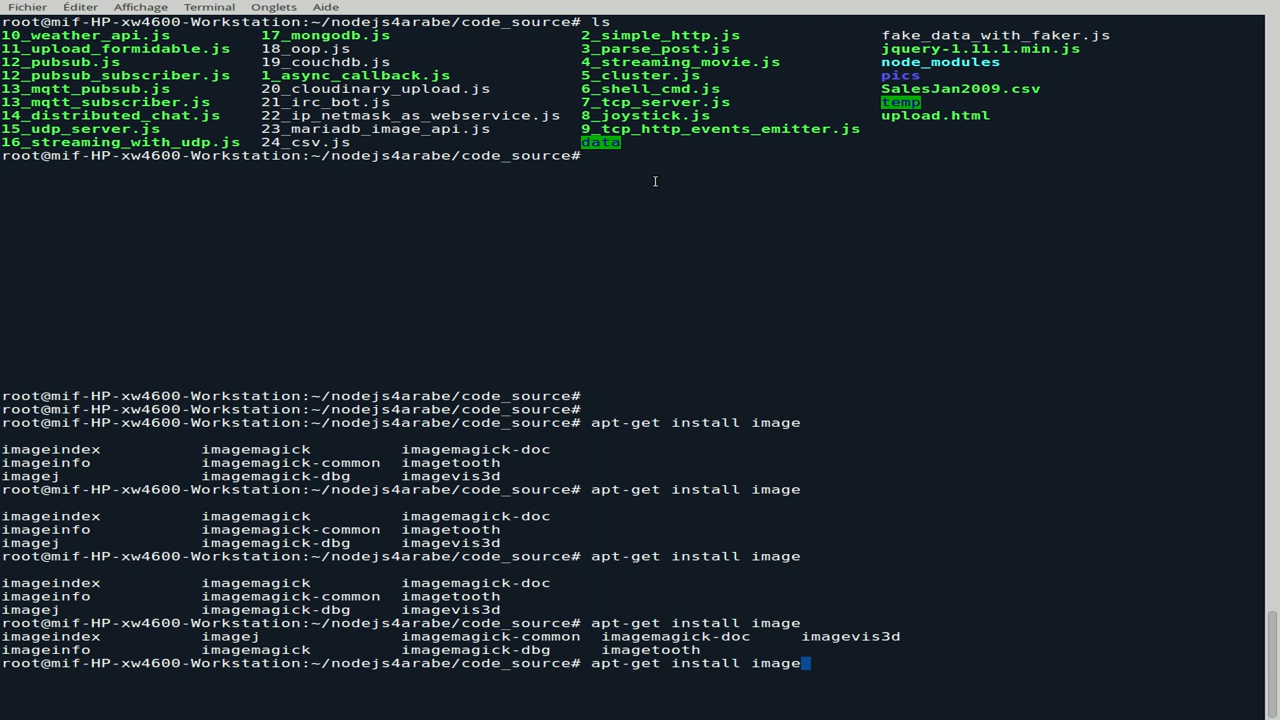 Fichier Éditer Affichage Terminal Onglets Aide
root@mif-HP-xw4600-Workstation:~/nodejs4arabe/code_source# ls
10_weather_api.js 17_mongodb.js 2_simple_http.js fake_data_with_faker.js
11_upload_formidable.js 18_oop.js 3_parse_post.js jquery-1.11.1.min.js
12_pubsub.js 19_couchdb.js 4_streaming_movie.js node_modules
12_pubsub_subscriber.js 1_async_callback.js 5_cluster.js pics
13_mqtt_pubsub.js 20_cloudinary_upload.js 6_shell_cmd.js SalesJan2009.csv
13_mqtt_subscriber.js 21_irc_bot.js 7_tcp_server.js temp
14_distributed_chat.js 22_ip_netmask_as_webservice.js 8_joystick.js upload.html
15_udp_server.js 23_mariadb_image_api.js 9_tcp_http_events_emitter.js
16_streaming_with_udp.js 24_csv.js data
root@mif-HP-xw4600-Workstation:~/nodejs4arabe/code_source#
root@mif-HP-xw4600-Workstation:~/nodejs4arabe/code_source#
root@mif-HP-xw4600-Workstation:~/nodejs4arabe/code_source#
root@mif-HP-xw4600-Workstation:~/nodejs4arabe/code_source# apt-get install image
imageindex imagemagick imagemagick-doc
imageinfo imagemagick-common imagetooth
imagej imagemagick-dbg imagevis3d
root@mif-HP-xw4600-Workstation:~/nodejs4arabe/code_source# apt-get install image
imageindex imagemagick imagemagick-doc
imageinfo imagemagick-common imagetooth
imagej imagemagick-dbg imagevis3d
root@mif-HP-xw4600-Workstation:~/nodejs4arabe/code_source# apt-get install image
imageindex imagemagick imagemagick-doc
imageinfo imagemagick-common imagetooth
imagej imagemagick-dbg imagevis3d
root@mif-HP-xw4600-Workstation:~/nodejs4arabe/code_source# apt-get install image
imageindex imagej imagemagick-common imagemagick-doc imagevis3d
imageinfo imagemagick imagemagick-dbg imagetooth
root@mif-HP-xw4600-Workstation:~/nodejs4arabe/code_source# apt-get install image